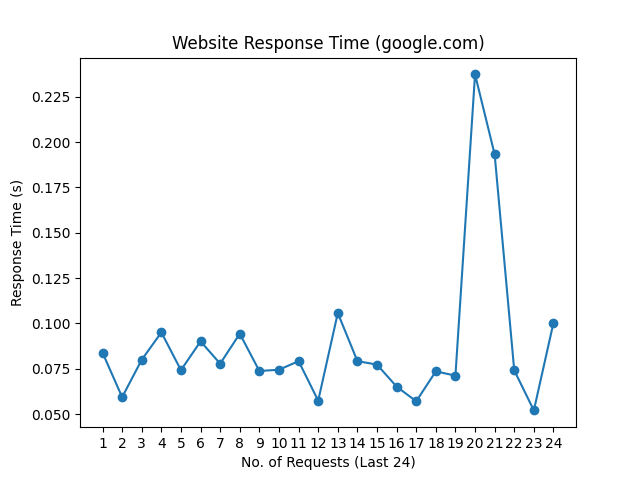 Website Response Time (google.com)
0.225
0.200
0.175
0.150
0.125
0.100
0.075
0.050
Response Time (s)
1 2 3 4 5 6 7 8 9 10 11 12 13 14 15 16 17 18 19 20 21 22 23 24
No. of Requests (Last 24)